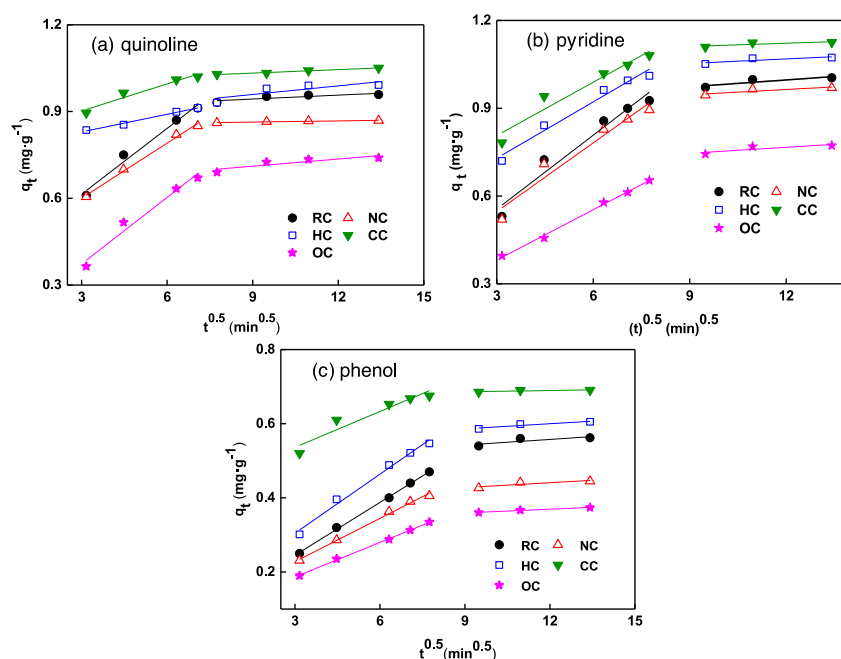 (a) quinoline
1.2
0.9
0.6
0.3
qt (mg·g-1)
RC NC
HC CC
OC
3 6 9 12 15
t0.5 (min0.5)
(b) pyridine
1.2
0.9
0.6
0.3
qt (mg·g-1)
RC NC
HC CC
OC
3 6 9 12
(t)0.5 (min)0.5
(c) phenol
0.8
0.6
0.4
0.2
qt (mg·g-1)
RC NC
HC CC
OC
3 6 9 12 15
t0.5 (min0.5)